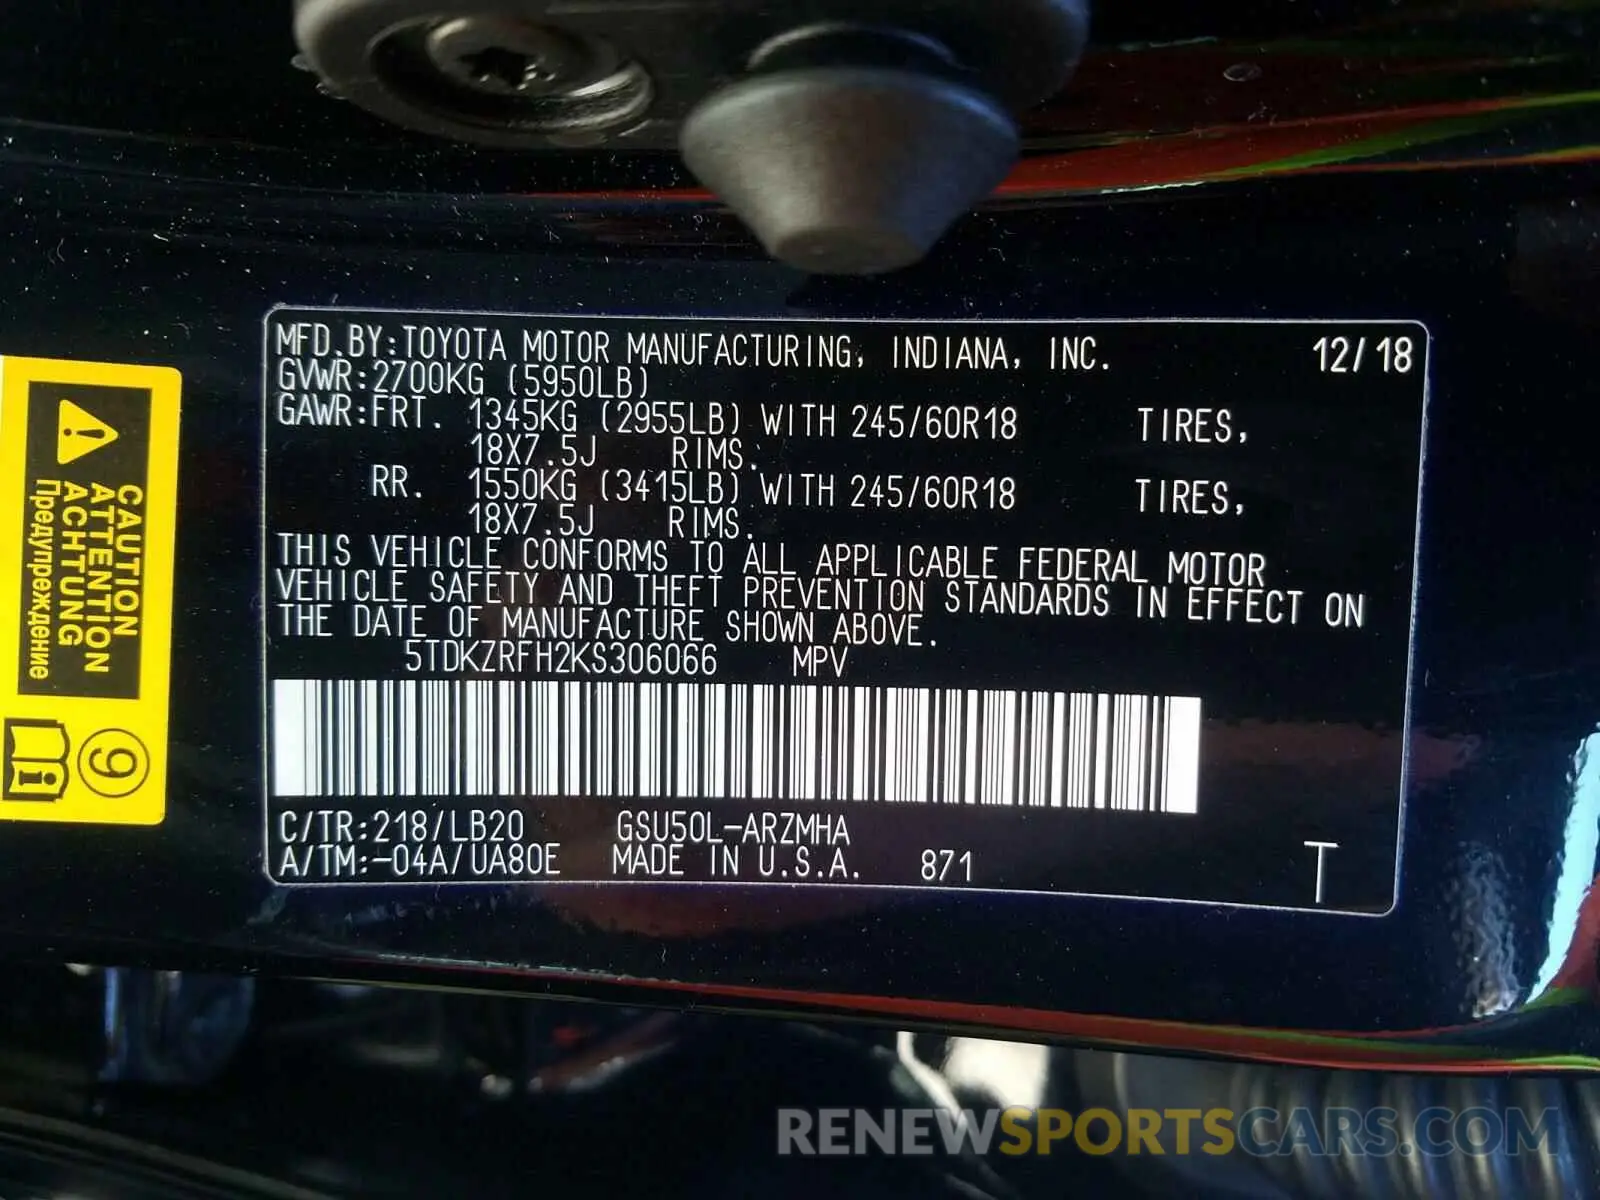 MFD.BY:TOYOTA MOTOR MANUFACTURING, INDIANA, INC. 12/18
GVWR:2700KG (5950LB)
GAWR:FRT. 1345KG (2955LB) WITH 245/60R18 TIRES,
18X7.5J RIMS.
RR. 1550KG (3415LB) WITH 245/60R18 TIRES,
18X7.5J RIMS.
THIS VEHICLE CONFORMS TO ALL APPLICABLE FEDERAL MOTOR
VEHICLE SAFETY AND THEFT PREVENTION STANDARDS IN EFFECT ON
THE DATE OF MANUFACTURE SHOWN ABOVE.
5TDKZRFH2KS306066 MPV
C/TR:218/LB20 GSU50L-ARZMHA
A/TM:-04A/UA80E MADE IN U.S.A. 871 T
CAUTION
ATTENTION
ACHTUNG
Предупреждение
9
i
RENEWSPORTSCARS.COM